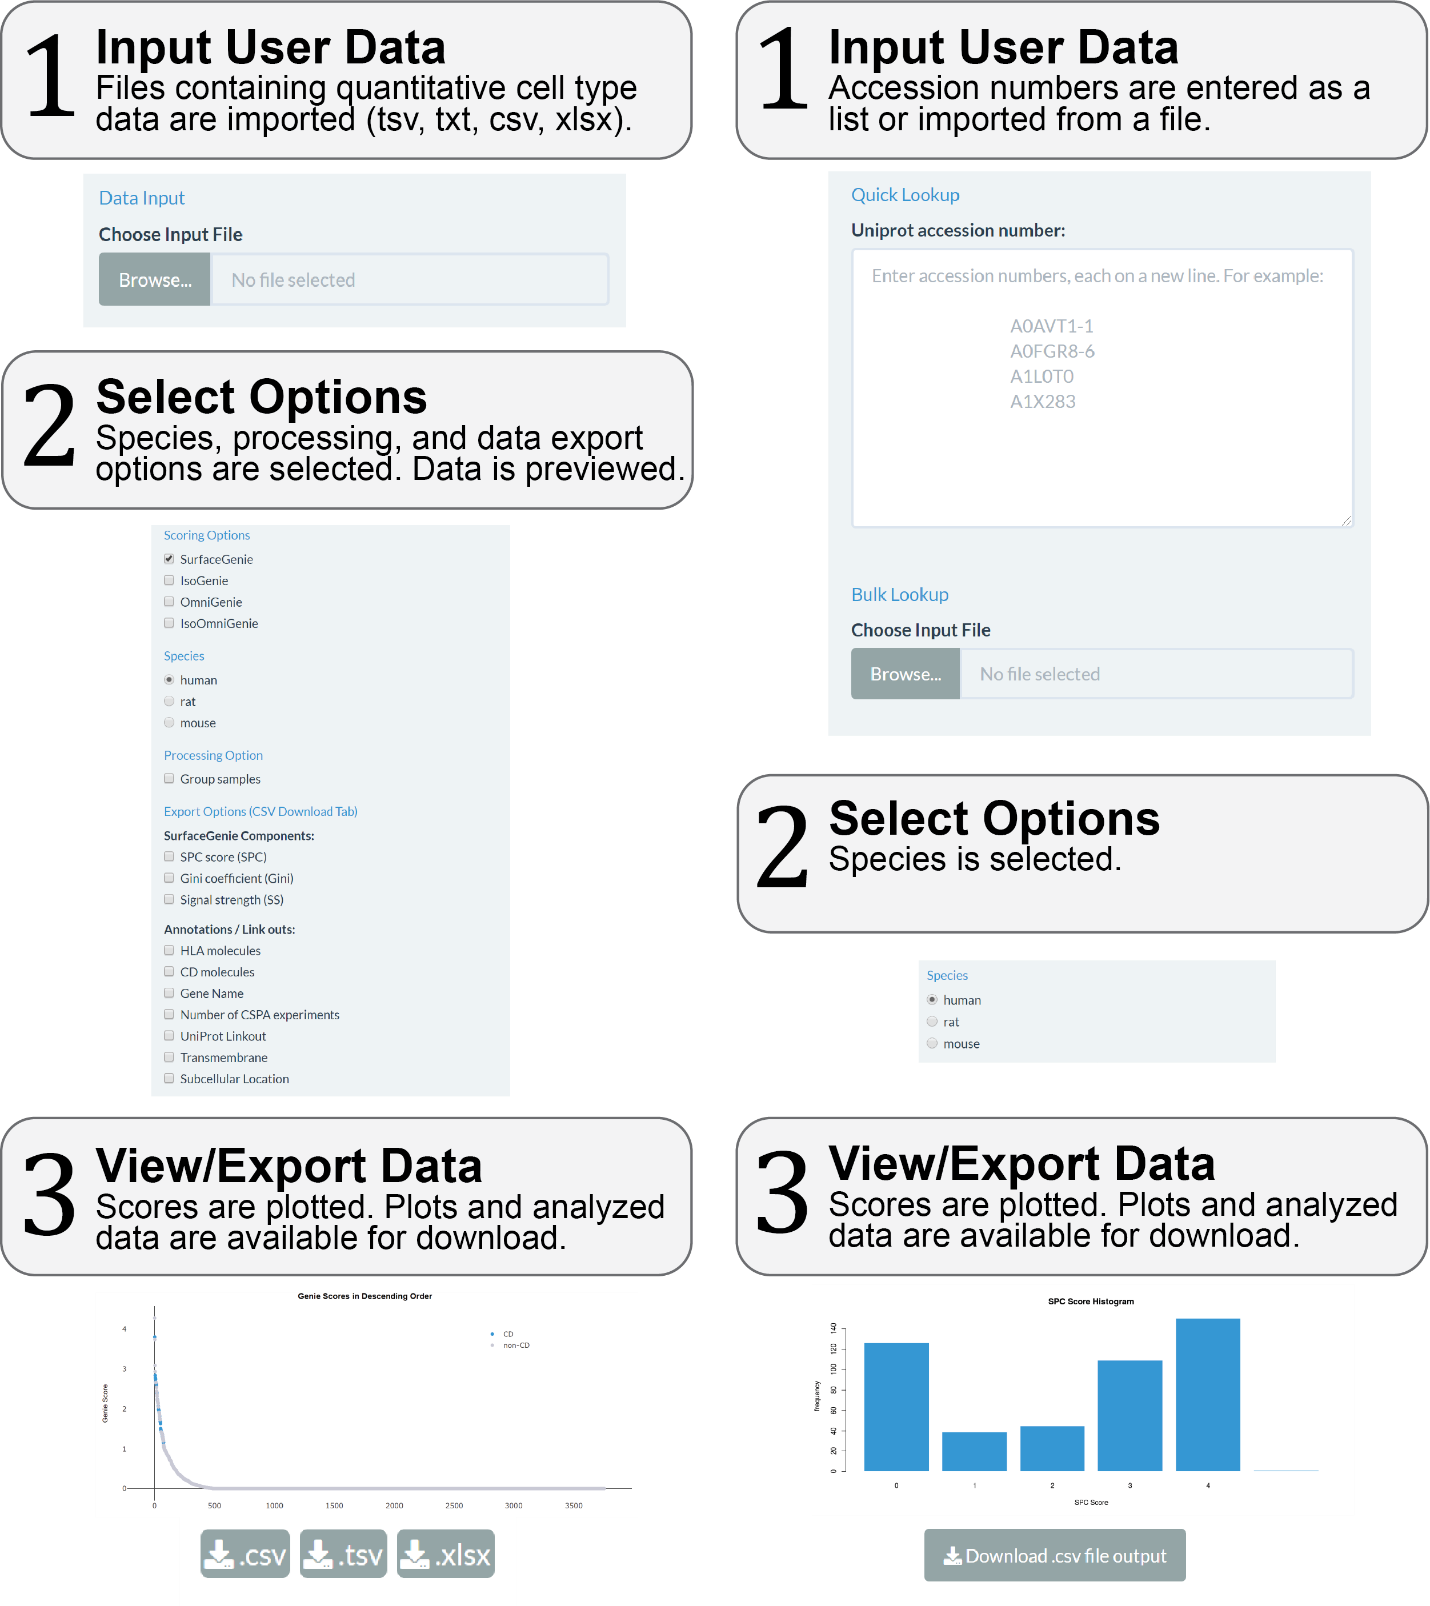 1 Input User Data
Files containing quantitative cell type
data are imported (tsv, txt, csv, xlsx).
Data Input
Choose Input File
Browse... No file selected
2 Select Options
Species, processing, and data export
options are selected. Data is previewed.
Scoring Options
SurfaceGenie
IsoGenie
OmniGenie
IsoOmniGenie
Species
human
rat
mouse
Processing Option
Group samples
Export Options (CSV Download Tab)
SurfaceGenie Components:
SPC score (SPC)
Gini coefficient (Gini)
Signal strength (SS)
Annotations / Link outs:
HLA molecules
CD molecules
Gene Name
Number of CSPA experiments
UniProt Linkout
Transmembrane
Subcellular Location
3 View/Export Data
Scores are plotted. Plots and analyzed
data are available for download.
Genie Scores in Descending Order
CD
non-CD
Genie Score
4
3
2
1
0
0 500 1000 1500 2000 2500 3000 3500
.csv .tsv .xlsx
1 Input User Data
Accession numbers are entered as a
list or imported from a file.
Quick Lookup
Uniprot accession number:
Enter accession numbers, each on a new line. For example:
A0AVT1-1
A0FGR8-6
A1L0T0
A1X283
Bulk Lookup
Choose Input File
Browse... No file selected
2 Select Options
Species is selected.
Species
human
rat
mouse
3 View/Export Data
Scores are plotted. Plots and analyzed
data are available for download.
SPC Score Histogram
frequency
140
120
100
80
60
40
20
0
0 1 2 3 4
SPC Score
Download .csv file output